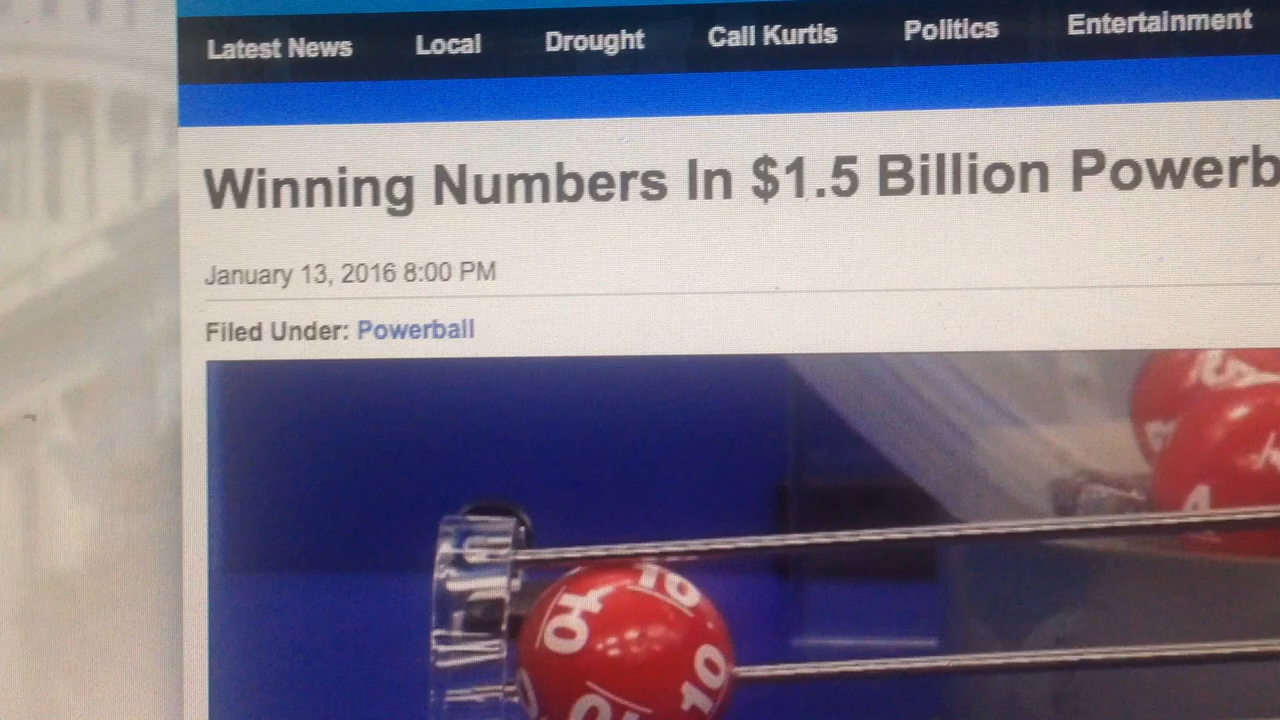 Latest News Local Drought Call Kurtis Politics Entertainment
Winning Numbers In $1.5 Billion Powerb
January 13, 2016 8:00 PM
Filed Under: Powerball
10
10